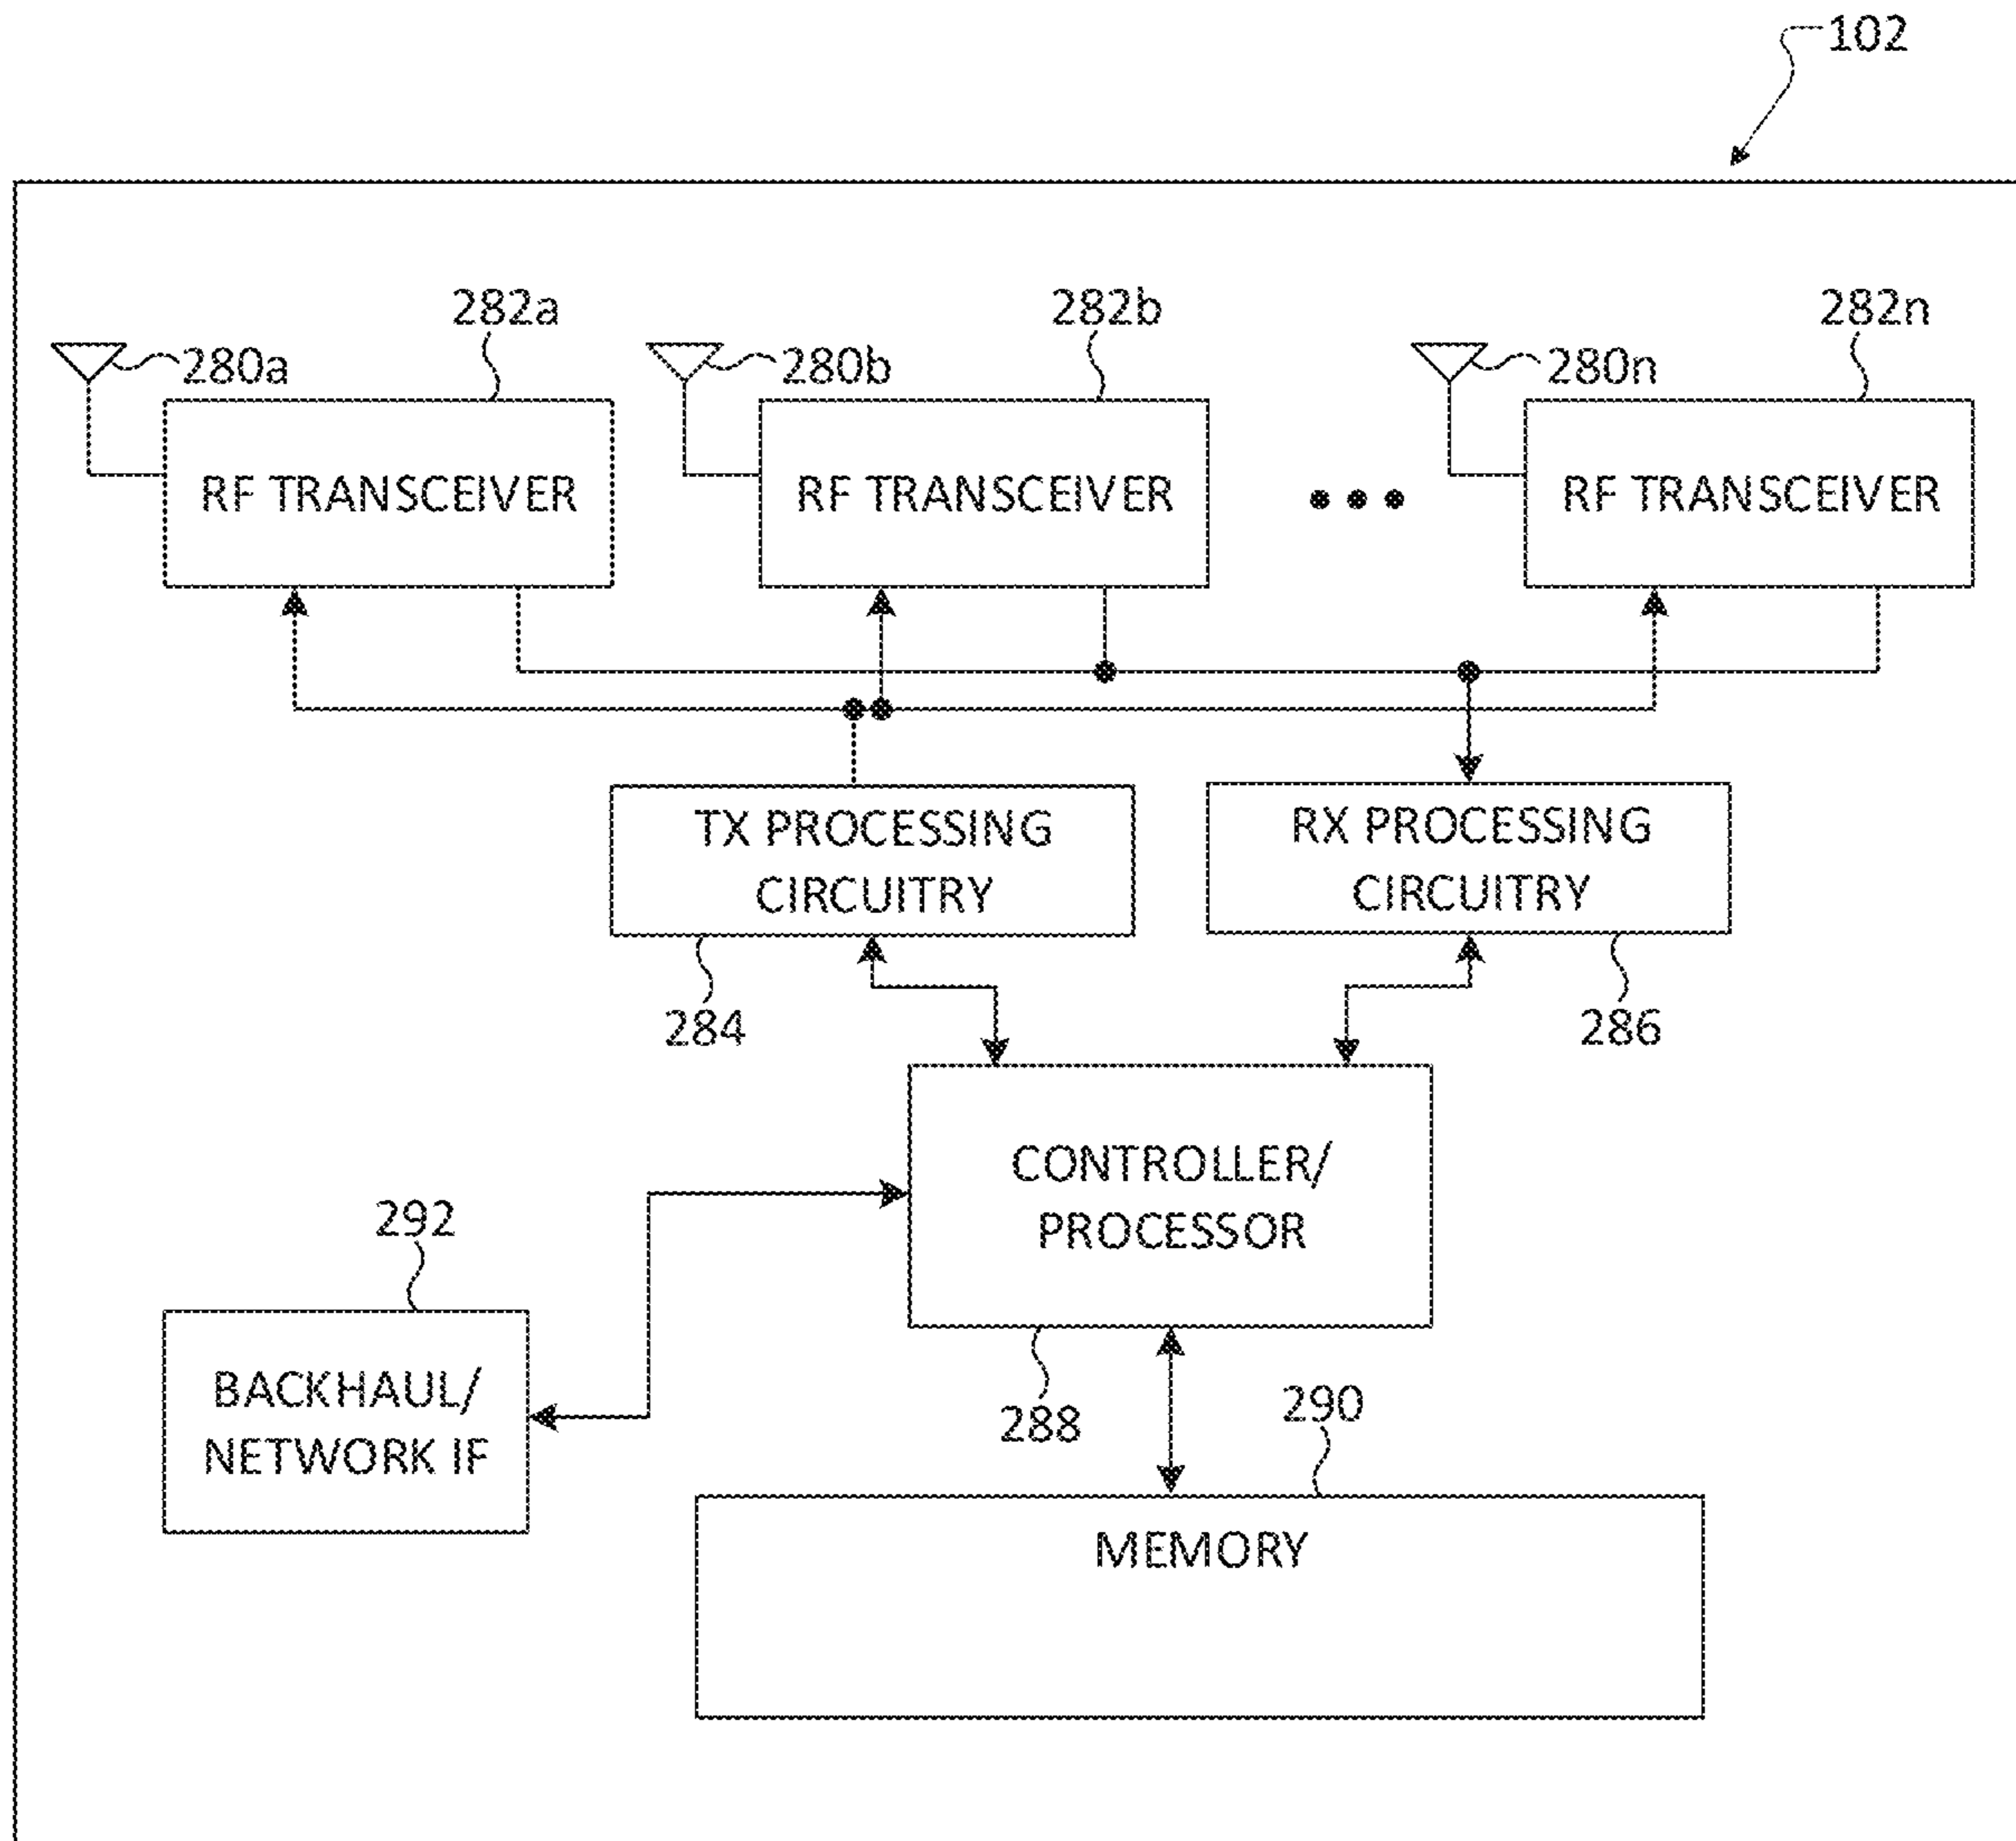 102
282a
282b
282n
280a
280b
280n
RF TRANSCEIVER
RF TRANSCEIVER
RF TRANSCEIVER
TX PROCESSING
CIRCUITRY
RX PROCESSING
CIRCUITRY
284
286
CONTROLLER/
PROCESSOR
292
BACKHAUL/
NETWORK IF
288
290
MEMORY